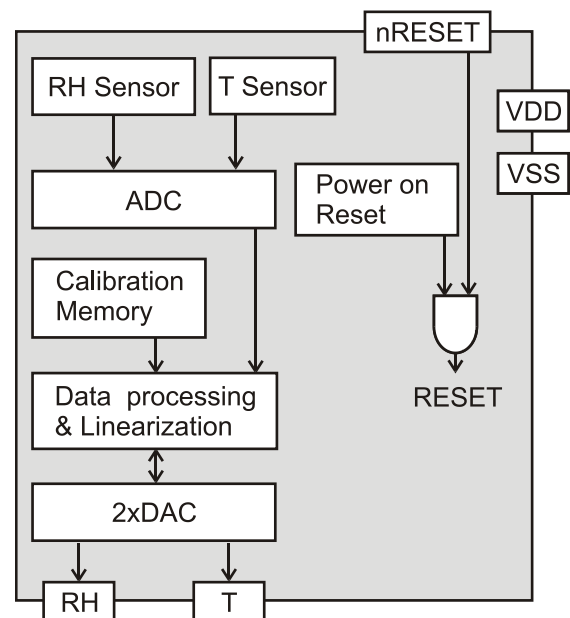 nRESET
RH Sensor
T Sensor
VDD
VSS
ADC
Power on
Reset
Calibration
Memory
Data processing
& Linearization
RESET
2xDAC
RH
T